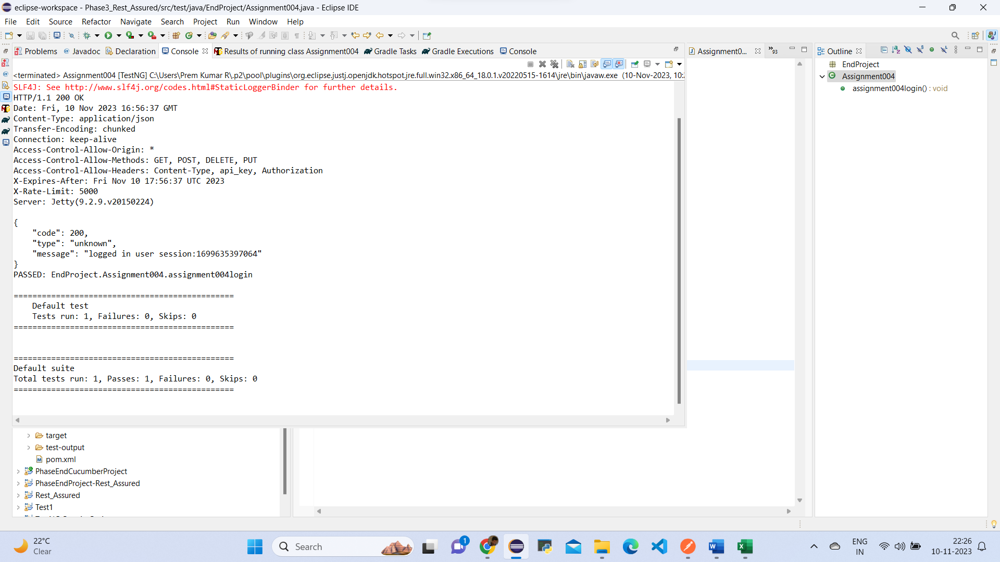 eclipse-workspace - Phase3_Rest_Assured/src/test/java/EndProject/Assignment004.java - Eclipse IDE
File Edit Source Refactor Navigate Search Project Run Window Help
Problems @ Javadoc Declaration Console Results of running class Assignment004 Gradle Tasks Gradle Executions Console
<terminated> Assignment004 [TestNG] C:\Users\Prem Kumar R\.p2\pool\plugins\org.eclipse.justj.openjdk.hotspot.jre.full.win32.x86_64_18.0.1.v20220515-1614\jre\bin\javaw.exe (10-Nov-2023, 10:
SLF4J: See http://www.slf4j.org/codes.html#StaticLoggerBinder for further details.
HTTP/1.1 200 OK
Date: Fri, 10 Nov 2023 16:56:37 GMT
Content-Type: application/json
Transfer-Encoding: chunked
Connection: keep-alive
Access-Control-Allow-Origin: *
Access-Control-Allow-Methods: GET, POST, DELETE, PUT
Access-Control-Allow-Headers: Content-Type, api_key, Authorization
X-Expires-After: Fri Nov 10 17:56:37 UTC 2023
X-Rate-Limit: 5000
Server: Jetty(9.2.9.v20150224)
{
"code": 200,
"type": "unknown",
"message": "logged in user session:1699635397064"
}
PASSED: EndProject.Assignment004.assignment004login
===============================================
Default test
Tests run: 1, Failures: 0, Skips: 0
===============================================
===============================================
Default suite
Total tests run: 1, Passes: 1, Failures: 0, Skips: 0
===============================================
target
test-output
pom.xml
PhaseEndCucumberProject
PhaseEndProject-Rest_Assured
Rest_Assured
Test1
Assignment0... »93
Outline
EndProject
Assignment004
assignment004login() : void
22°C
Clear
Search
1
ENG
IN
22:26
10-11-2023